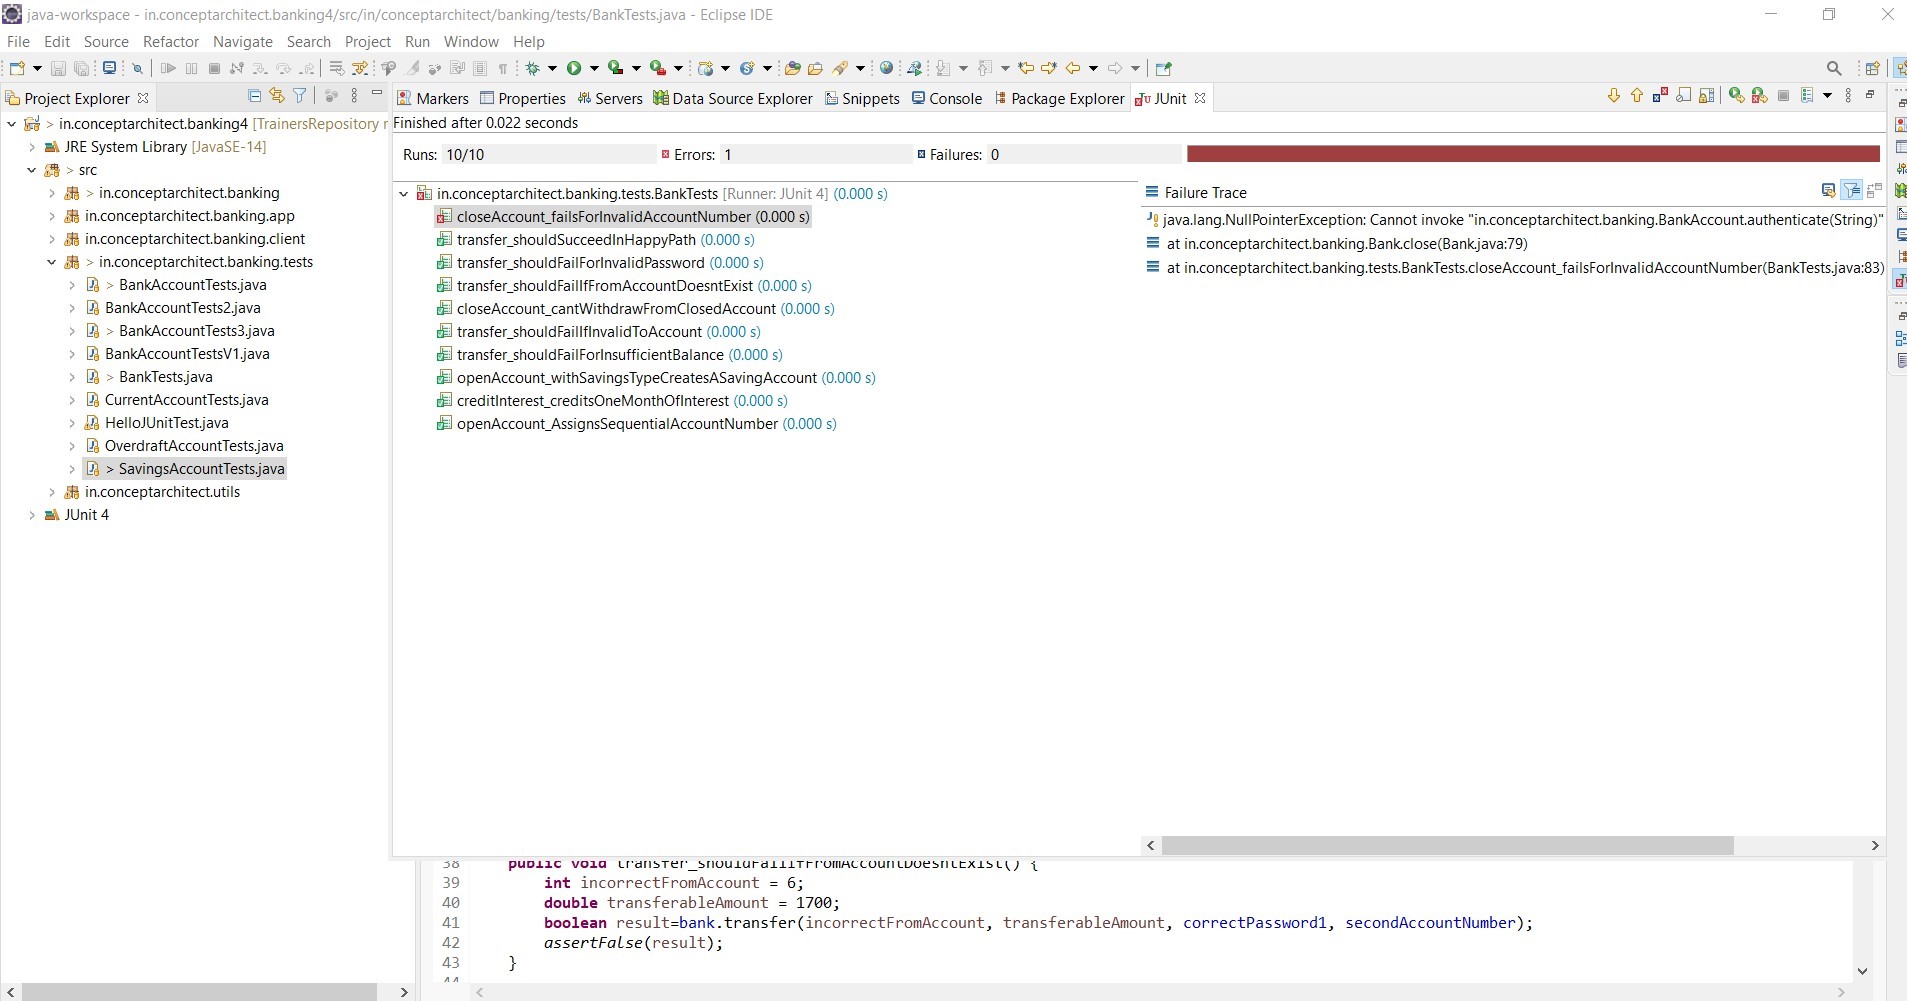 java-workspace - in.conceptarchitect.banking4/src/in/conceptarchitect/banking/tests/BankTests.java - Eclipse IDE
File Edit Source Refactor Navigate Search Project Run Window Help
Project Explorer
> in.conceptarchitect.banking4 [TrainersRepository
JRE System Library [JavaSE-14]
> src
> in.conceptarchitect.banking
> in.conceptarchitect.banking.app
> in.conceptarchitect.banking.client
> in.conceptarchitect.banking.tests
> BankAccountTests.java
BankAccountTests2.java
> BankAccountTests3.java
BankAccountTestsV1.java
> BankTests.java
CurrentAccountTests.java
HelloJUnitTest.java
OverdraftAccountTests.java
> SavingsAccountTests.java
in.conceptarchitect.utils
JUnit 4
Markers Properties Servers Data Source Explorer Snippets Console Package Explorer JUnit
Finished after 0.022 seconds
Runs: 10/10 Errors: 1 Failures: 0
in.conceptarchitect.banking.tests.BankTests [Runner: JUnit 4] (0.000 s)
closeAccount_failsForInvalidAccountNumber (0.000 s)
transfer_shouldSucceedInHappyPath (0.000 s)
transfer_shouldFailForInvalidPassword (0.000 s)
transfer_shouldFailIfFromAccountDoesntExist (0.000 s)
closeAccount_cantWithdrawFromClosedAccount (0.000 s)
transfer_shouldFailIfInvalidToAccount (0.000 s)
transfer_shouldFailForInsufficientBalance (0.000 s)
openAccount_withSavingsTypeCreatesASavingAccount (0.000 s)
creditInterest_creditsOneMonthOfInterest (0.000 s)
openAccount_AssignsSequentialAccountNumber (0.000 s)
Failure Trace
java.lang.NullPointerException: Cannot invoke "in.conceptarchitect.banking.BankAccount.authenticate(String)"
at in.conceptarchitect.banking.Bank.close(Bank.java:79)
at in.conceptarchitect.banking.tests.BankTests.closeAccount_failsForInvalidAccountNumber(BankTests.java:83)
38 public void transfer_shouldFailIfFromAccountDoesntExist() {
39 int incorrectFromAccount = 6;
40 double transferableAmount = 1700;
41 boolean result=bank.transfer(incorrectFromAccount, transferableAmount, correctPassword1, secondAccountNumber);
42 assertFalse(result);
43 }
44